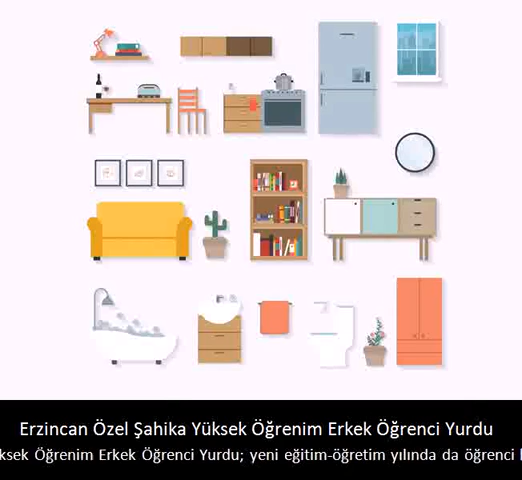 Erzincan Özel Şahika Yüksek Öğrenim Erkek Öğrenci Yurdu
Öğrenim Erkek Öğrenci Yurdu; yeni eğitim-öğretim yılında da öğrenci